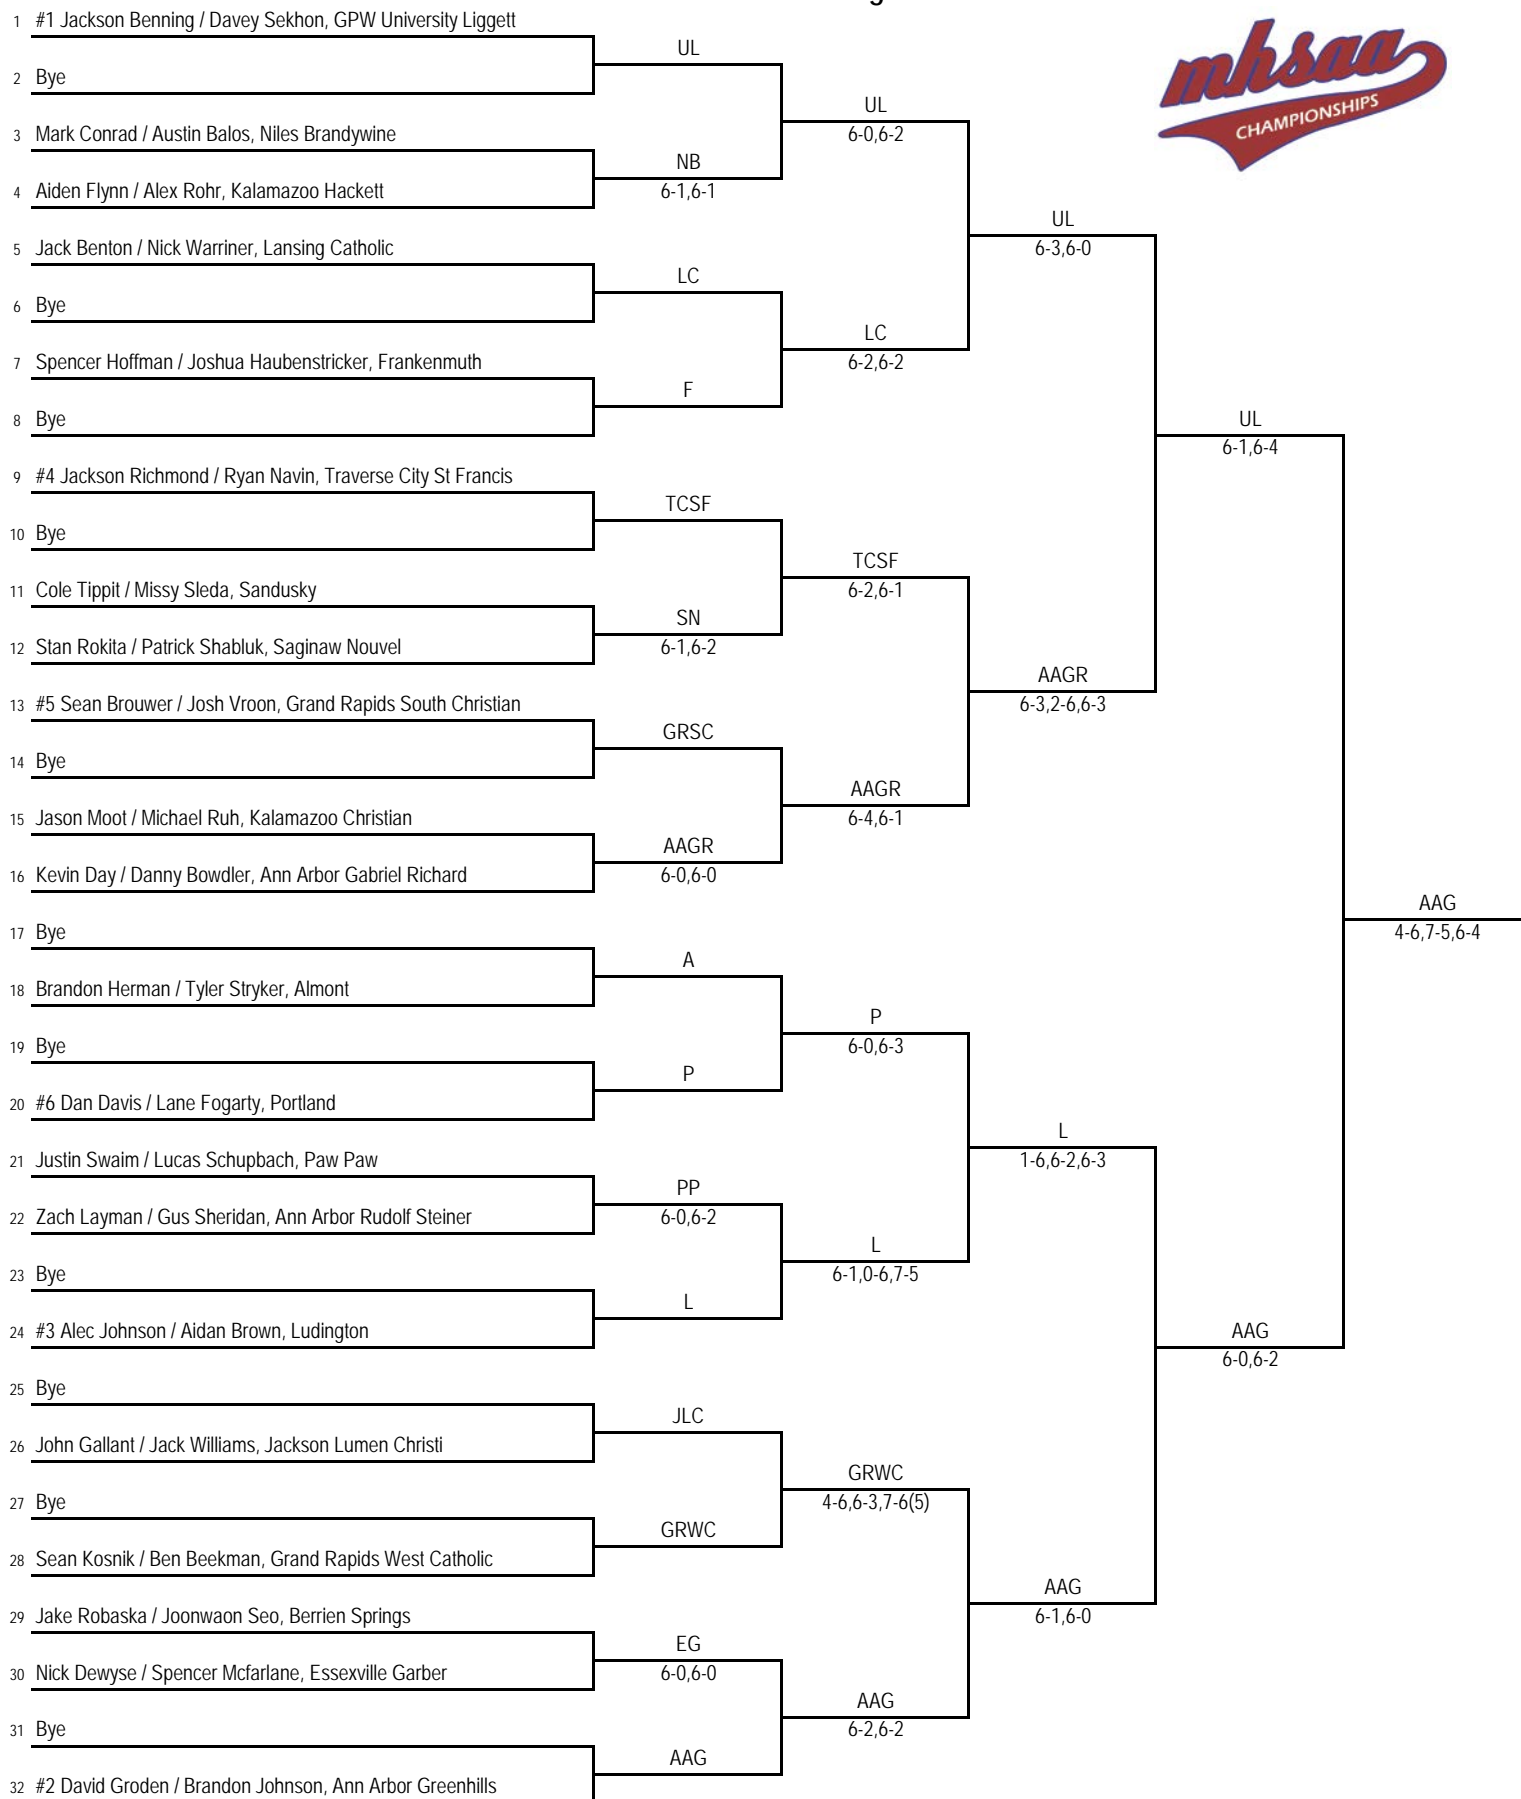 1 #1 Jackson Benning / Davey Sekhon, GPW University Liggett
2 Bye
3 Mark Conrad / Austin Balos, Niles Brandywine
4 Aiden Flynn / Alex Rohr, Kalamazoo Hackett
5 Jack Benton / Nick Warriner, Lansing Catholic
6 Bye
7 Spencer Hoffman / Joshua Haubenstricker, Frankenmuth
8 Bye
9 #4 Jackson Richmond / Ryan Navin, Traverse City St Francis
10 Bye
11 Cole Tippit / Missy Sleda, Sandusky
12 Stan Rokita / Patrick Shabluk, Saginaw Nouvel
13 #5 Sean Brouwer / Josh Vroon, Grand Rapids South Christian
14 Bye
15 Jason Moot / Michael Ruh, Kalamazoo Christian
16 Kevin Day / Danny Bowdler, Ann Arbor Gabriel Richard
17 Bye
18 Brandon Herman / Tyler Stryker, Almont
19 Bye
20 #6 Dan Davis / Lane Fogarty, Portland
21 Justin Swaim / Lucas Schupbach, Paw Paw
22 Zach Layman / Gus Sheridan, Ann Arbor Rudolf Steiner
23 Bye
24 #3 Alec Johnson / Aidan Brown, Ludington
25 Bye
26 John Gallant / Jack Williams, Jackson Lumen Christi
27 Bye
28 Sean Kosnik / Ben Beekman, Grand Rapids West Catholic
29 Jake Robaska / Joonwaon Seo, Berrien Springs
30 Nick Dewyse / Spencer Mcfarlane, Essexville Garber
31 Bye
32 #2 David Groden / Brandon Johnson, Ann Arbor Greenhills
UL
NB
6-1,6-1
LC
F
TCSF
SN
6-1,6-2
GRSC
AAGR
6-0,6-0
A
P
PP
6-0,6-2
L
JLC
GRWC
EG
6-0,6-0
AAG
UL
6-0,6-2
LC
6-2,6-2
TCSF
6-2,6-1
AAGR
6-4,6-1
P
6-0,6-3
L
6-1,0-6,7-5
GRWC
4-6,6-3,7-6(5)
AAG
6-2,6-2
UL
6-3,6-0
AAGR
6-3,2-6,6-3
L
1-6,6-2,6-3
AAG
6-1,6-0
UL
6-1,6-4
AAG
6-0,6-2
AAG
4-6,7-5,6-4
mhsaa
CHAMPIONSHIPS